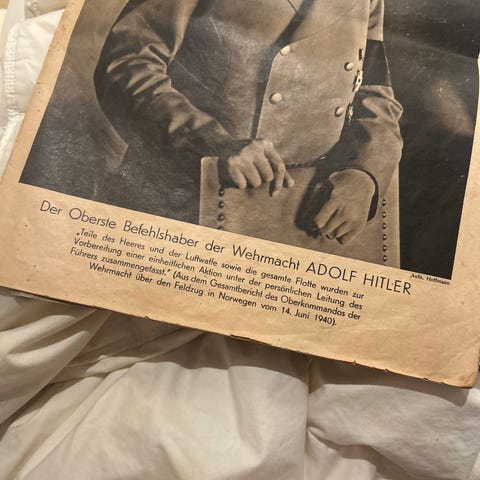 Aufn. Hoffmann
Der Oberste Befehlshaber der Wehrmacht ADOLF HITLER
„Teile des Heeres und der Luftwaffe sowie die gesamte Flotte wurden zur
Vorbereitung einer einheitlichen Aktion unter der persönlichen Leitung des
Führers zusammengefasst.“ (Aus dem Gesamtbericht des Oberkommandos der
Wehrmacht über den Feldzug in Norwegen vom 14. Juni 1940).